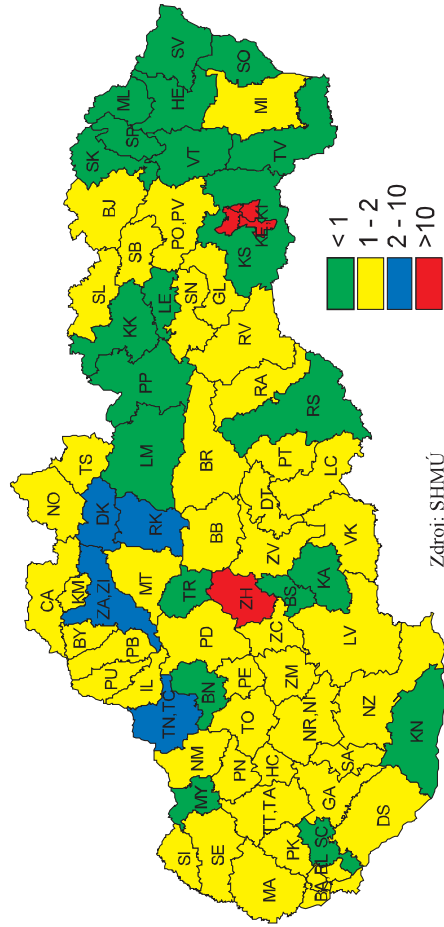 CA
NO
TS
SL
BJ
SK
SP
ML
SV
BY
KM
ZA,ZI
DK
PU
PB
MT
RK
LM
PP
KK
LE
SB
PO,PV
VT
HE
SO
SI
SE
MY
NM
TN,TC
IL
BN
TR
BR
SN
GL
KS
TV
MI
MA
PK
TT,TA
HC
PN
TO
PE
PD
ZH
BB
RV
RA
KE
BA
BL
SC
GA
SA
NR,NI
ZM
ZC
BS
ZV
DT
PT
RS
DS
KN
NZ
LV
KA
VK
LI
LC
< 1
1 - 2
2 - 10
>10
Zdroj: SHMÚ